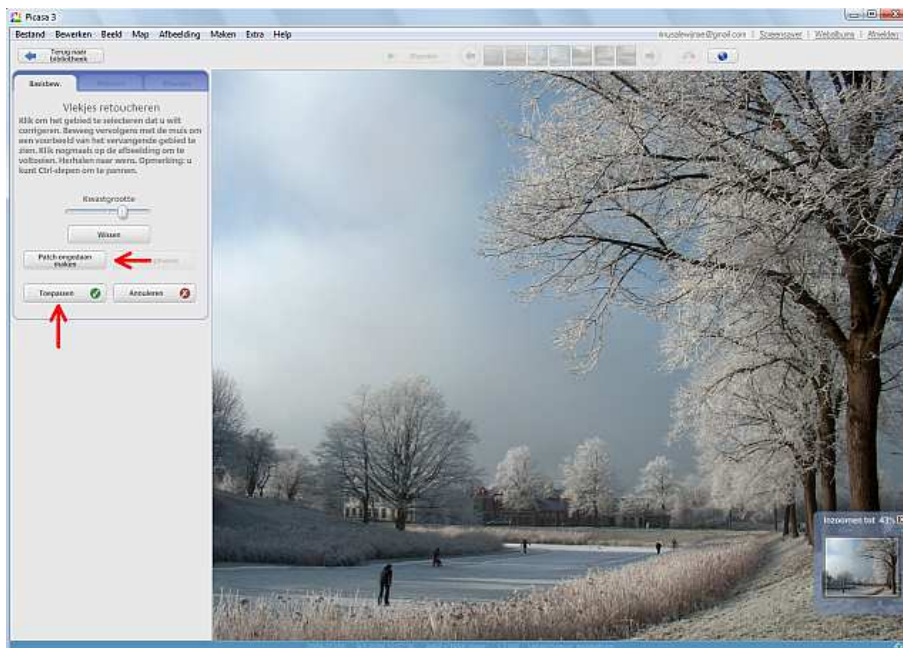 Picasa 3
Bestand Bewerken Beeld Map Afbeelding Maken Extra Help
Screensaver | Webalbums | Afmelden
Terug naar
bibliotheek
Basisbew.
Vlekjes retoucheren
Klik om het gebied te selecteren dat u wilt
corrigeren. Beweeg vervolgens met de muis om
een voorbeeld van het vervangende gebied te
zien. Klik nogmaals op de afbeelding om te
voltooien. Herhalen naar wens. Opmerking: u
kunt Ctrl-slepen om te pannen.
Kwastgrootte
Wissen
Patch ongedaan
maken
Toepassen
Annuleren
Inzoomen tot 43%